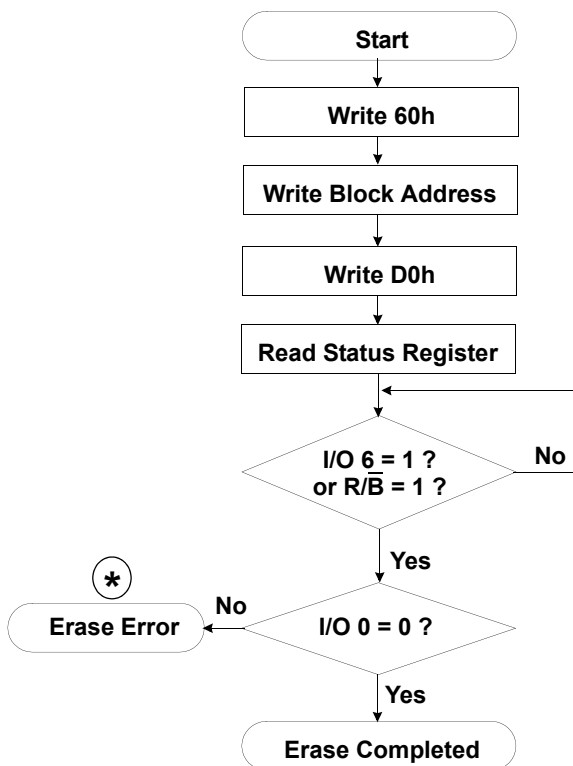 Start
Write 60h
Write Block Address
Write D0h
Read Status Register
I/O 6 = 1 ?
or R/B̅ = 1 ?
No
Yes
*
No
Erase Error
I/O 0 = 0 ?
Yes
Erase Completed